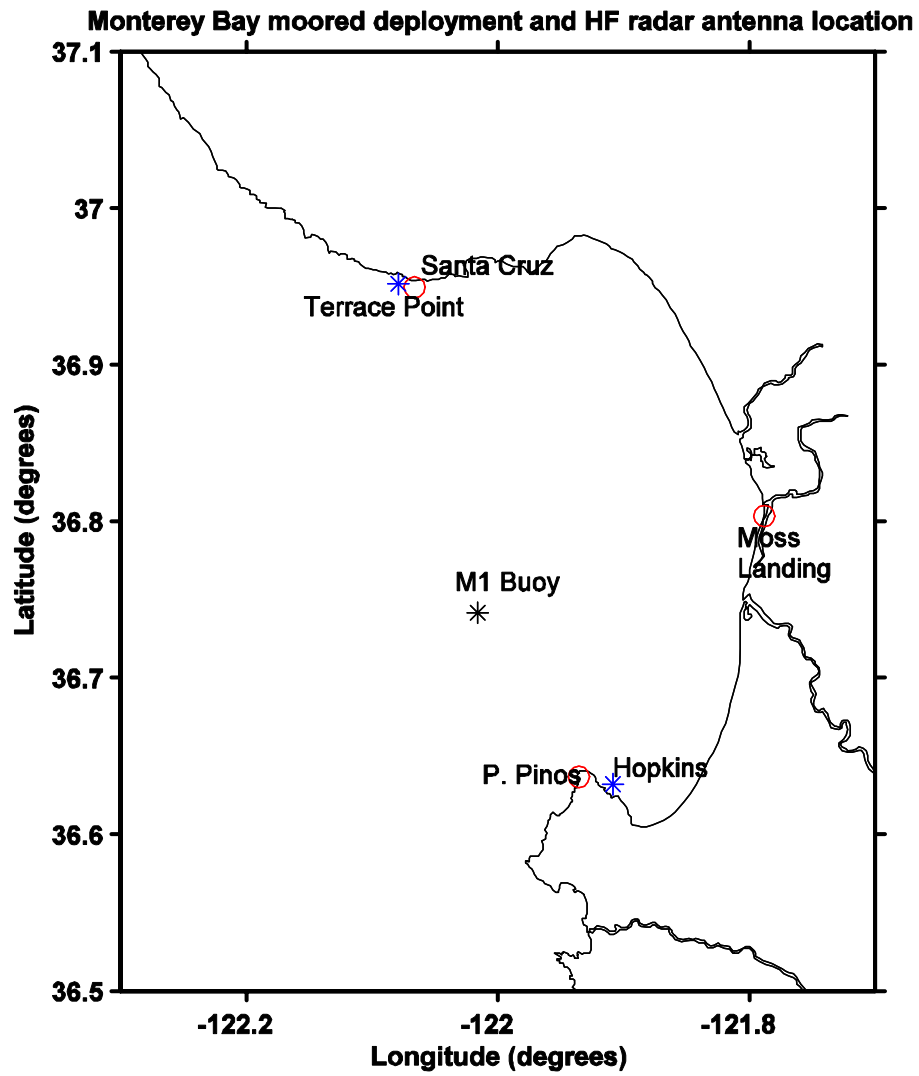 Monterey Bay moored deployment and HF radar antenna location
37.1
37
Santa Cruz
Terrace Point
36.9
36.8
Moss
Landing
M1 Buoy
36.7
P. Pinos
Hopkins
36.6
36.5
-122.2
-122
-121.8
Latitude (degrees)
Longitude (degrees)